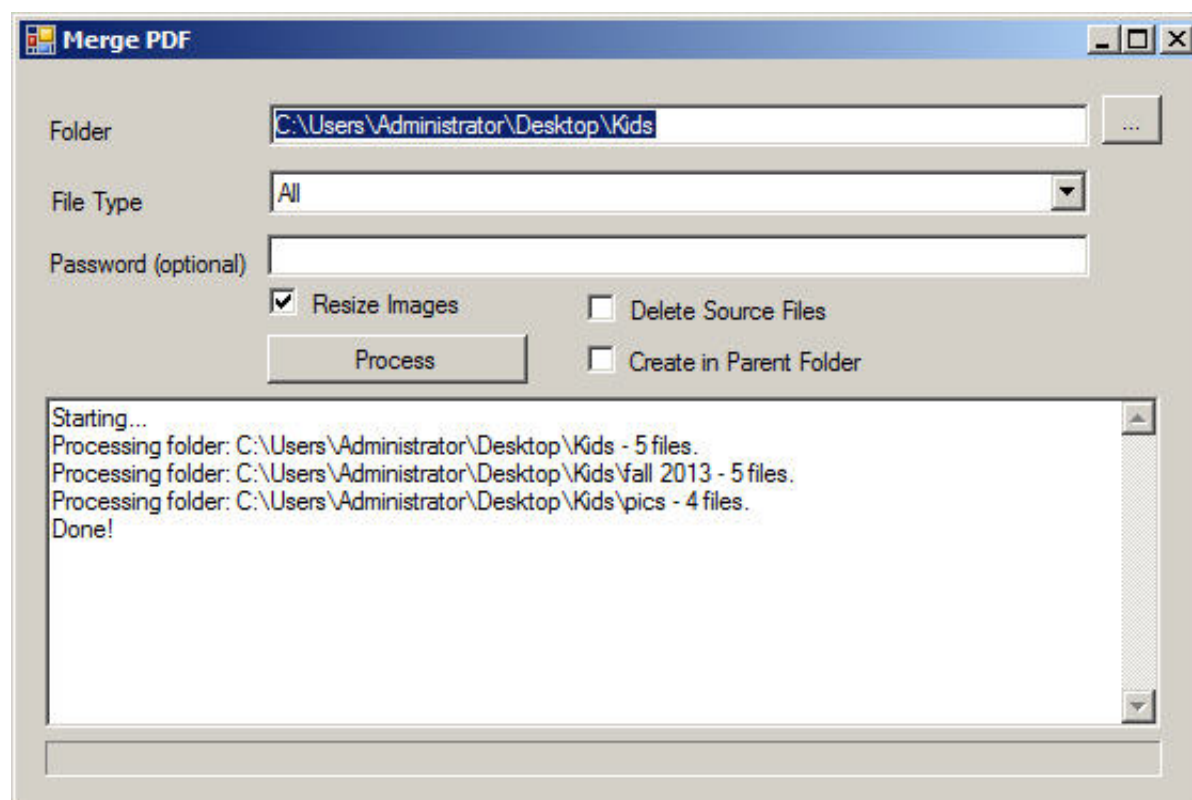 Merge PDF
Folder
C:\Users\Administrator\Desktop\Kids
...
File Type
All
Password (optional)
Resize Images
Delete Source Files
Process
Create in Parent Folder
Starting...
Processing folder: C:\Users\Administrator\Desktop\Kids - 5 files.
Processing folder: C:\Users\Administrator\Desktop\Kids\fall 2013 - 5 files.
Processing folder: C:\Users\Administrator\Desktop\Kids\pics - 4 files.
Done!